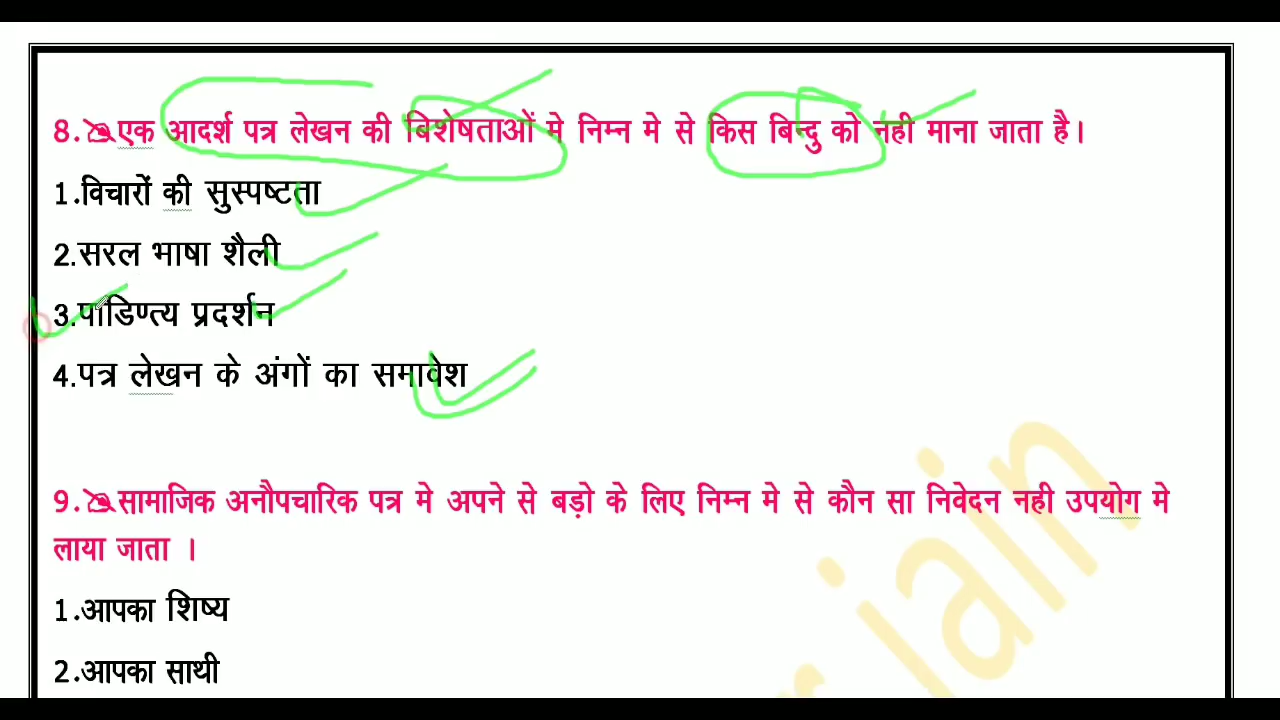 8.एक आदर्श पत्र लेखन की बिशेषताओं मे निम्न मे से किस बिन्दु को नही माना जाता है।
1.विचारों की सुस्पष्टता
2.सरल भाषा शैली
3.पांडिण्त्य प्रदर्शन
4.पत्र लेखन के अंगों का समावेश
9.सामाजिक अनौपचारिक पत्र मे अपने से बड़ो के लिए निम्न मे से कौन सा निवेदन नही उपयोग मे
लाया जाता ।
1.आपका शिष्य
2.आपका साथी
jain